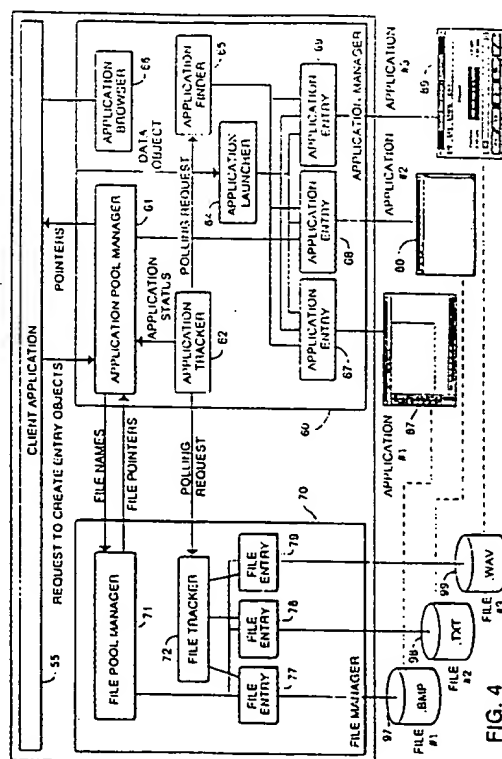 CLIENT APPLICATION
55
REQUEST TO CREATE ENTRY OBJECTS
POINTERS
FILE NAMES
FILE POINTERS
FILE POOL MANAGER
71
APPLICATION POOL MANAGER
61
APPLICATION BROWSER
66
DATA OBJECT
APPLICATION STATUS
POLLING REQUEST
POLLING REQUEST
FILE TRACKER
72
APPLICATION TRACKER
62
APPLICATION LAUNCHER
64
APPLICATION FINDER
65
FILE ENTRY
77
FILE ENTRY
78
FILE ENTRY
79
APPLICATION ENTRY
67
APPLICATION ENTRY
68
APPLICATION ENTRY
69
FILE MANAGER
70
60
APPLICATION MANAGER
97
.BMP
FILE #1
98
.TXT
FILE #2
99
.WAV
FILE
87
APPLICATION #1
APPLICATION #2
APPLICATION
89
FIG. 4